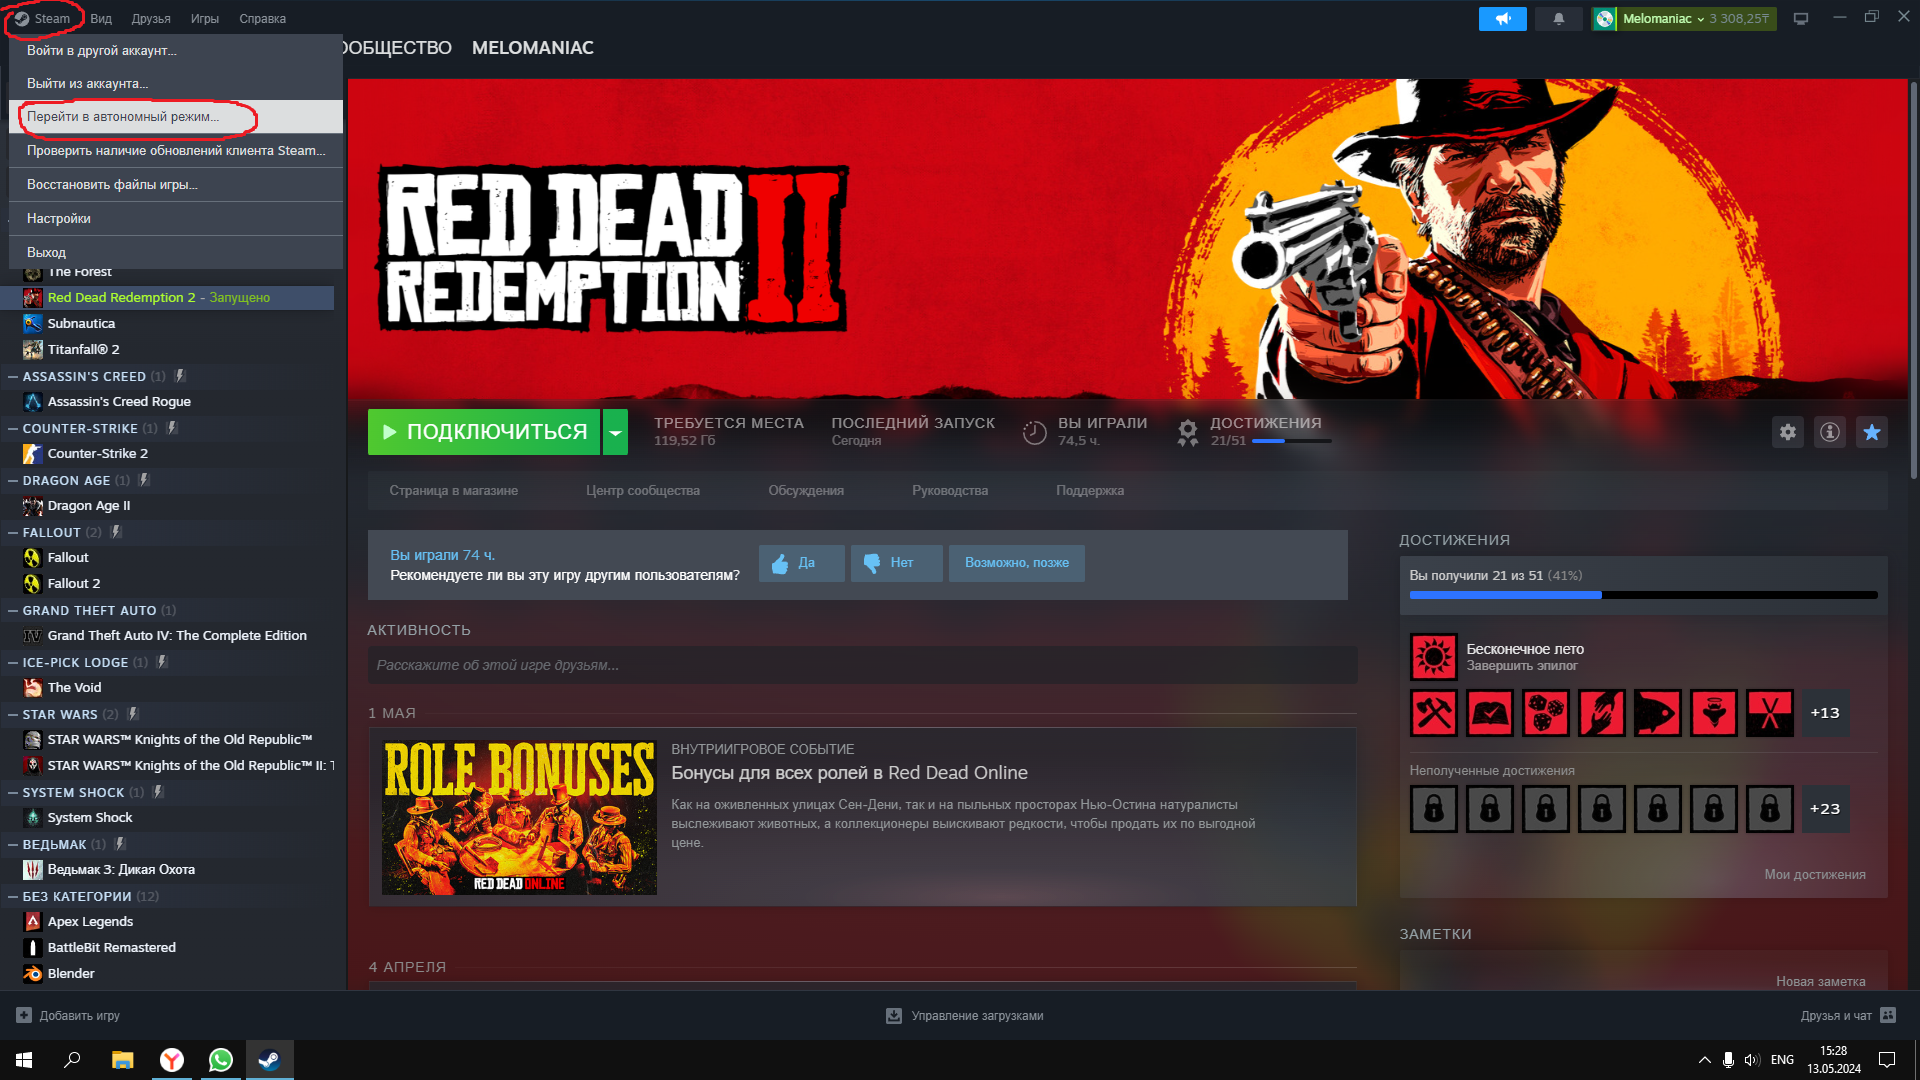 Steam Вид Друзья Игры Справка
Melomaniac 3 308,25₸
ООБЩЕСТВО MELOMANIAC
Войти в другой аккаунт...
Выйти из аккаунта...
Перейти в автономный режим...
Проверить наличие обновлений клиента Steam...
Восстановить файлы игры...
Настройки
Выход
The Forest
Red Dead Redemption 2 - Запущено
Subnautica
Titanfall® 2
— ASSASSIN'S CREED (1)
Assassin's Creed Rogue
— COUNTER-STRIKE (1)
Counter-Strike 2
— DRAGON AGE (1)
Dragon Age II
— FALLOUT (2)
Fallout
Fallout 2
— GRAND THEFT AUTO (1)
Grand Theft Auto IV: The Complete Edition
— ICE-PICK LODGE (1)
The Void
— STAR WARS (2)
STAR WARS™ Knights of the Old Republic™
STAR WARS™ Knights of the Old Republic™ II: T
— SYSTEM SHOCK (1)
System Shock
— ВЕДЬМАК (1)
Ведьмак 3: Дикая Охота
— БЕЗ КАТЕГОРИИ (12)
Apex Legends
BattleBit Remastered
Blender
RED DEAD
REDEMPTION II
ПОДКЛЮЧИТЬСЯ
ТРЕБУЕТСЯ МЕСТА
119,52 Гб
ПОСЛЕДНИЙ ЗАПУСК
Сегодня
ВЫ ИГРАЛИ
74,5 ч.
ДОСТИЖЕНИЯ
21/51
Страница в магазине Центр сообщества Обсуждения Руководства Поддержка
Вы играли 74 ч.
Рекомендуете ли вы эту игру другим пользователям?
Да Нет Возможно, позже
АКТИВНОСТЬ
Расскажите об этой игре друзьям...
1 МАЯ
ROLE BONUSES
RED DEAD ONLINE
ВНУТРИИГРОВОЕ СОБЫТИЕ
Бонусы для всех ролей в Red Dead Online
Как на оживленных улицах Сен-Дени, так и на пыльных просторах Нью-Остина натуралисты
выслеживают животных, а коллекционеры выискивают редкости, чтобы продать их по выгодной
цене.
4 АПРЕЛЯ
ДОСТИЖЕНИЯ
Вы получили 21 из 51 (41%)
Бесконечное лето
Завершить эпилог
+13
Неполученные достижения
+23
Мои достижения
ЗАМЕТКИ
Новая заметка
Добавить игру
Управление загрузками
Друзья и чат
ENG
15:28
13.05.2024